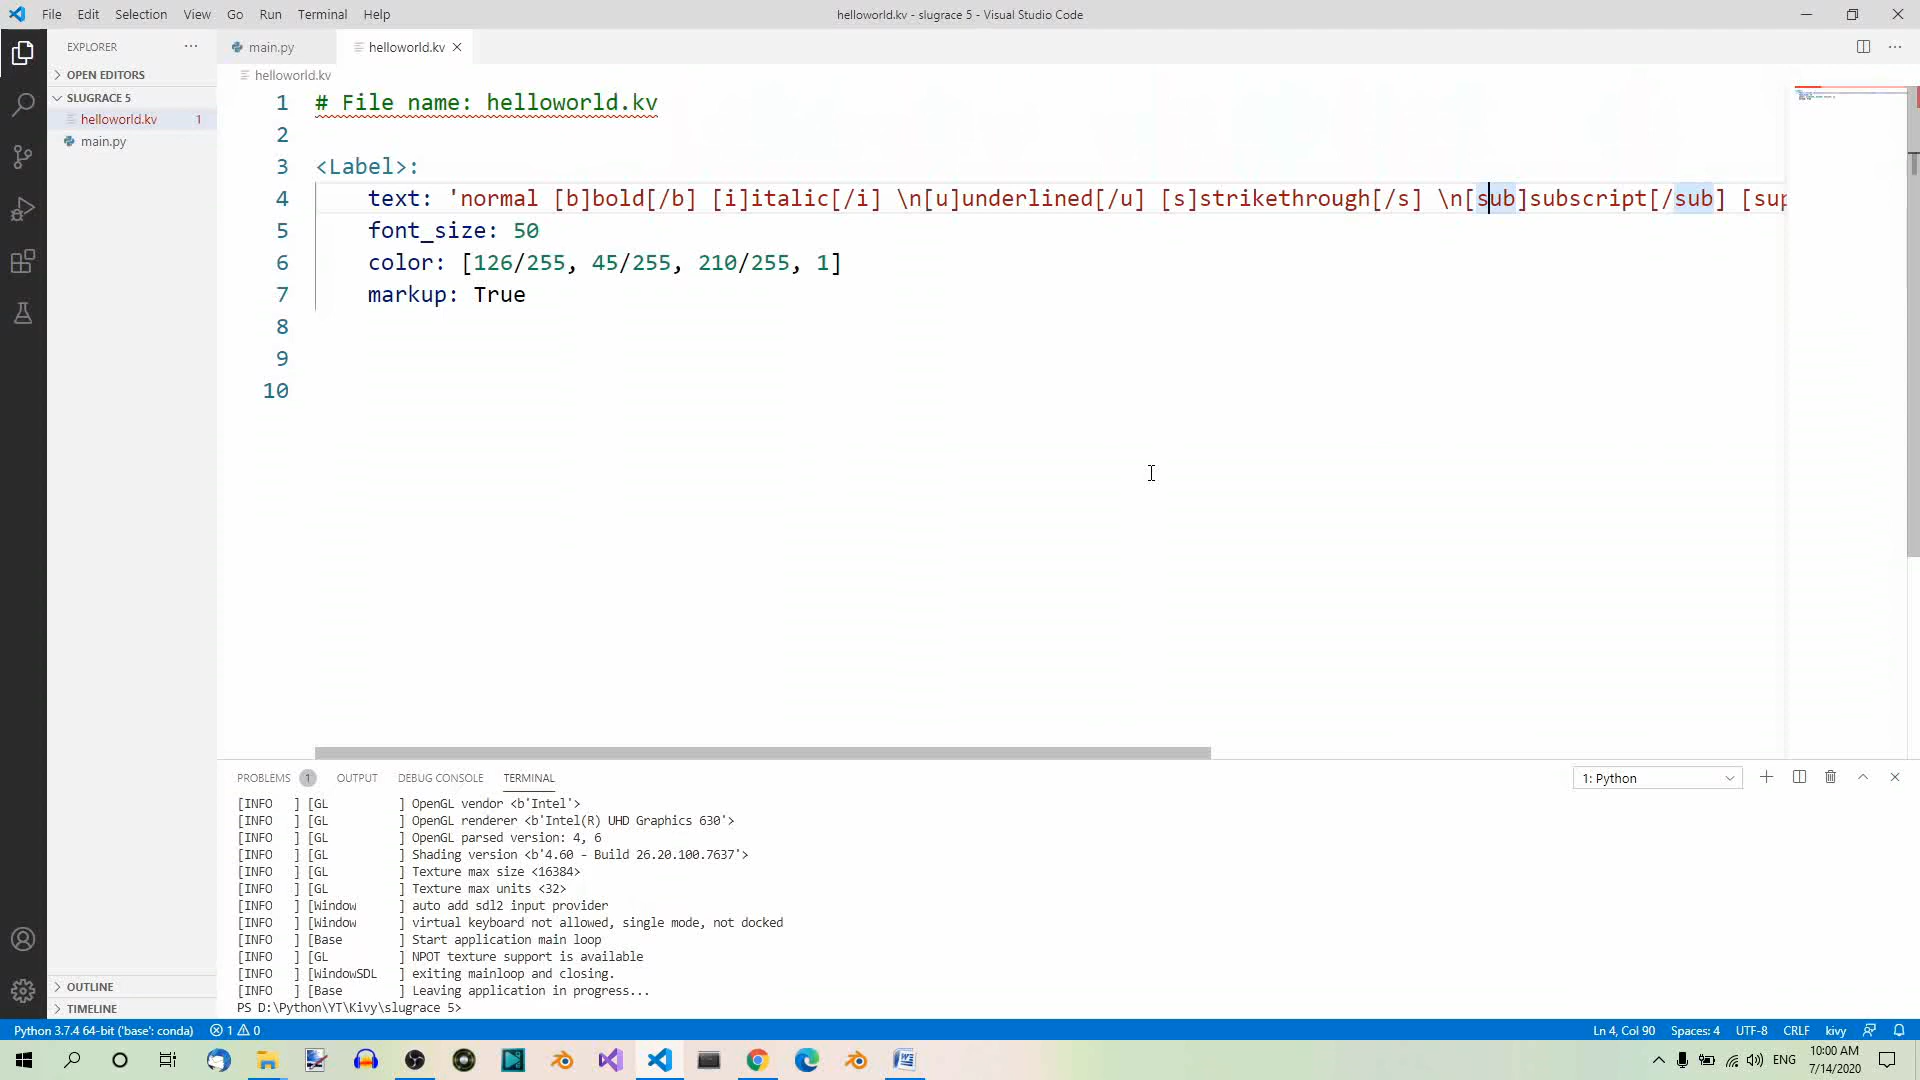 File Edit Selection View Go Run Terminal Help
helloworld.kv - slugrace 5 - Visual Studio Code
EXPLORER
OPEN EDITORS
SLUGRACE 5
helloworld.kv 1
main.py
OUTLINE
TIMELINE
main.py helloworld.kv
helloworld.kv
1 # File name: helloworld.kv
2
3 <Label>:
4 text: 'normal [b]bold[/b] [i]italic[/i] \n[u]underlined[/u] [s]strikethrough[/s] \n[sub]subscript[/sub] [sup
5 font_size: 50
6 color: [126/255, 45/255, 210/255, 1]
7 markup: True
8
9
10
PROBLEMS 1 OUTPUT DEBUG CONSOLE TERMINAL
1: Python
[INFO ] [GL ] OpenGL vendor <b'Intel'>
[INFO ] [GL ] OpenGL renderer <b'Intel(R) UHD Graphics 630'>
[INFO ] [GL ] OpenGL parsed version: 4, 6
[INFO ] [GL ] Shading version <b'4.60 - Build 26.20.100.7637'>
[INFO ] [GL ] Texture max size <16384>
[INFO ] [GL ] Texture max units <32>
[INFO ] [Window ] auto add sdl2 input provider
[INFO ] [Window ] virtual keyboard not allowed, single mode, not docked
[INFO ] [Base ] Start application main loop
[INFO ] [GL ] NPOT texture support is available
[INFO ] [WindowSDL ] exiting mainloop and closing.
[INFO ] [Base ] Leaving application in progress...
PS D:\Python\YT\Kivy\slugrace 5>
Python 3.7.4 64-bit ('base': conda) 1 0
Ln 4, Col 90 Spaces: 4 UTF-8 CRLF kivy
ENG
10:00 AM
7/14/2020